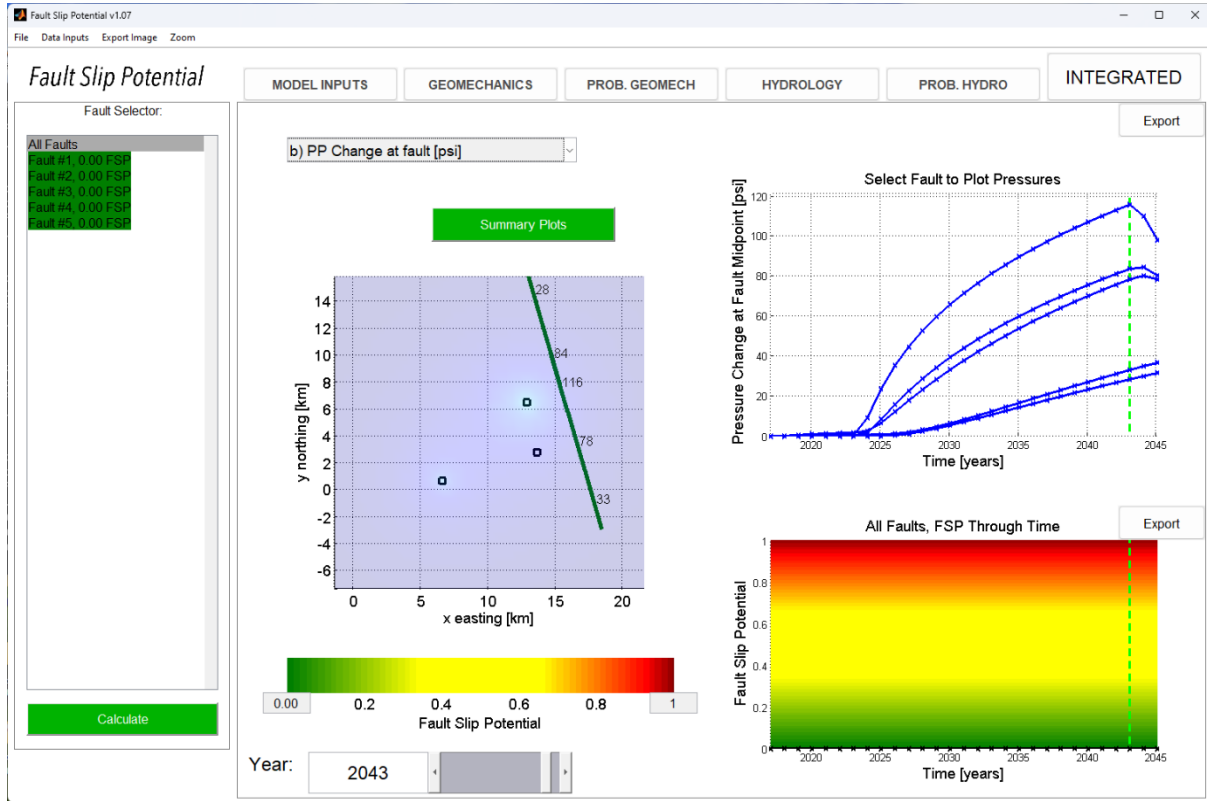 Fault Slip Potential v1.07
File Data Inputs Export Image Zoom
Fault Slip Potential
MODEL INPUTS GEOMECHANICS PROB. GEOMECH HYDROLOGY PROB. HYDRO INTEGRATED
Fault Selector:
All Faults
Fault #1, 0.00 FSP
Fault #2, 0.00 FSP
Fault #3, 0.00 FSP
Fault #4, 0.00 FSP
Fault #5, 0.00 FSP
Calculate
b) PP Change at fault [psi]
Summary Plots
14
12
10
8
6
4
2
0
-2
-4
-6
y northing [km]
28
84
116
78
33
0 5 10 15 20
x easting [km]
0.00 0.2 0.4 0.6 0.8 1
Fault Slip Potential
Year: 2043
Export
Select Fault to Plot Pressures
120
100
80
60
40
20
0
Pressure Change at Fault Midpoint [psi]
2020 2025 2030 2035 2040 2045
Time [years]
Export
All Faults, FSP Through Time
1
0.8
0.6
0.4
0.2
0
Fault Slip Potential
2020 2025 2030 2035 2040 2045
Time [years]